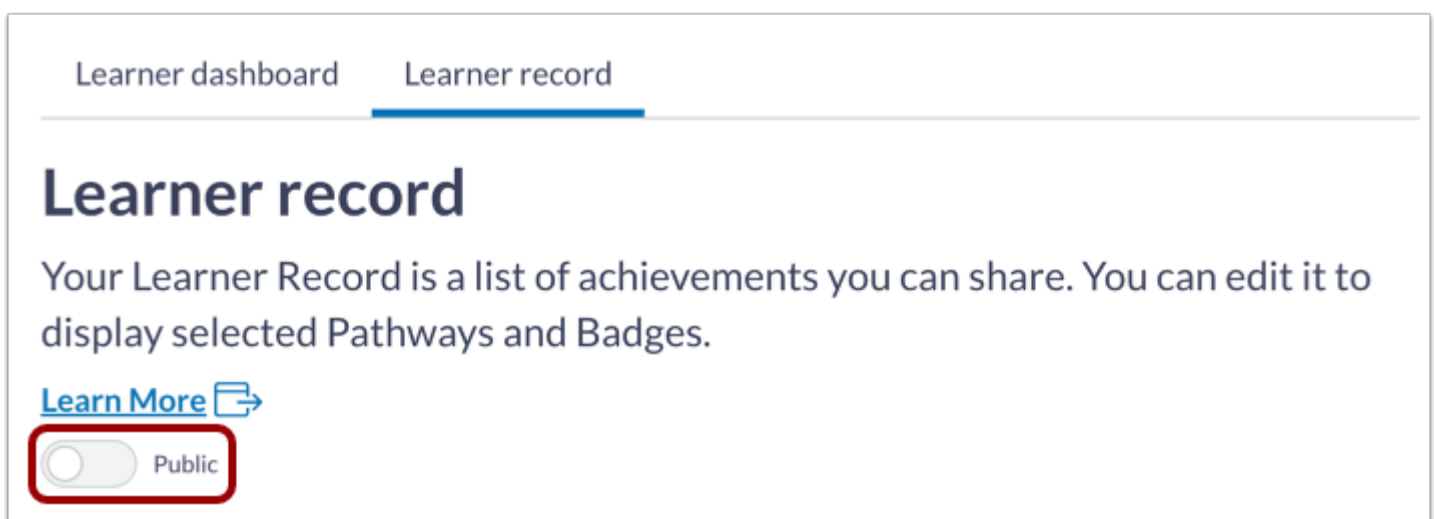 Learner dashboard Learner record
Learner record
Your Learner Record is a list of achievements you can share. You can edit it to
display selected Pathways and Badges.
Learn More
Public